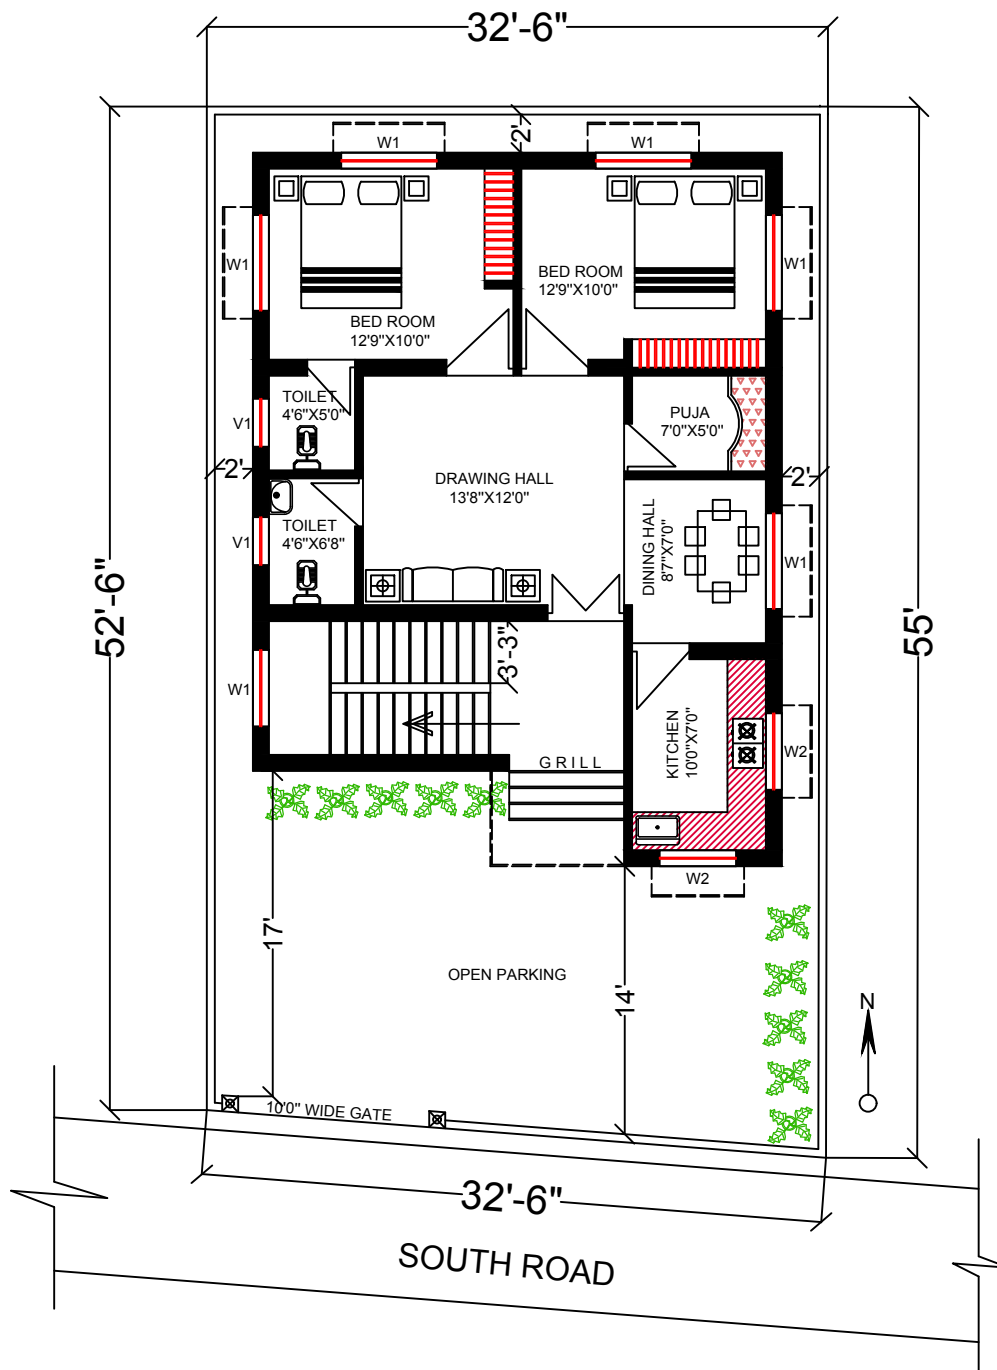 32'-6"
2'
W1
W1
W1
BED ROOM
12'9"X10'0"
W1
BED ROOM
12'9"X10'0"
TOILET
4'6"X5'0"
V1
PUJA
7'0"X5'0"
2'
DRAWING HALL
13'8"X12'0"
2'
TOILET
4'6"X6'8"
V1
DINING HALL
8'7"X7'0"
W1
52'-6"
55'
3'-3"
W1
GRILL
KITCHEN
10'0"X7'0"
W2
W2
17'
OPEN PARKING
14'
N
10'0" WIDE GATE
32'-6"
SOUTH ROAD